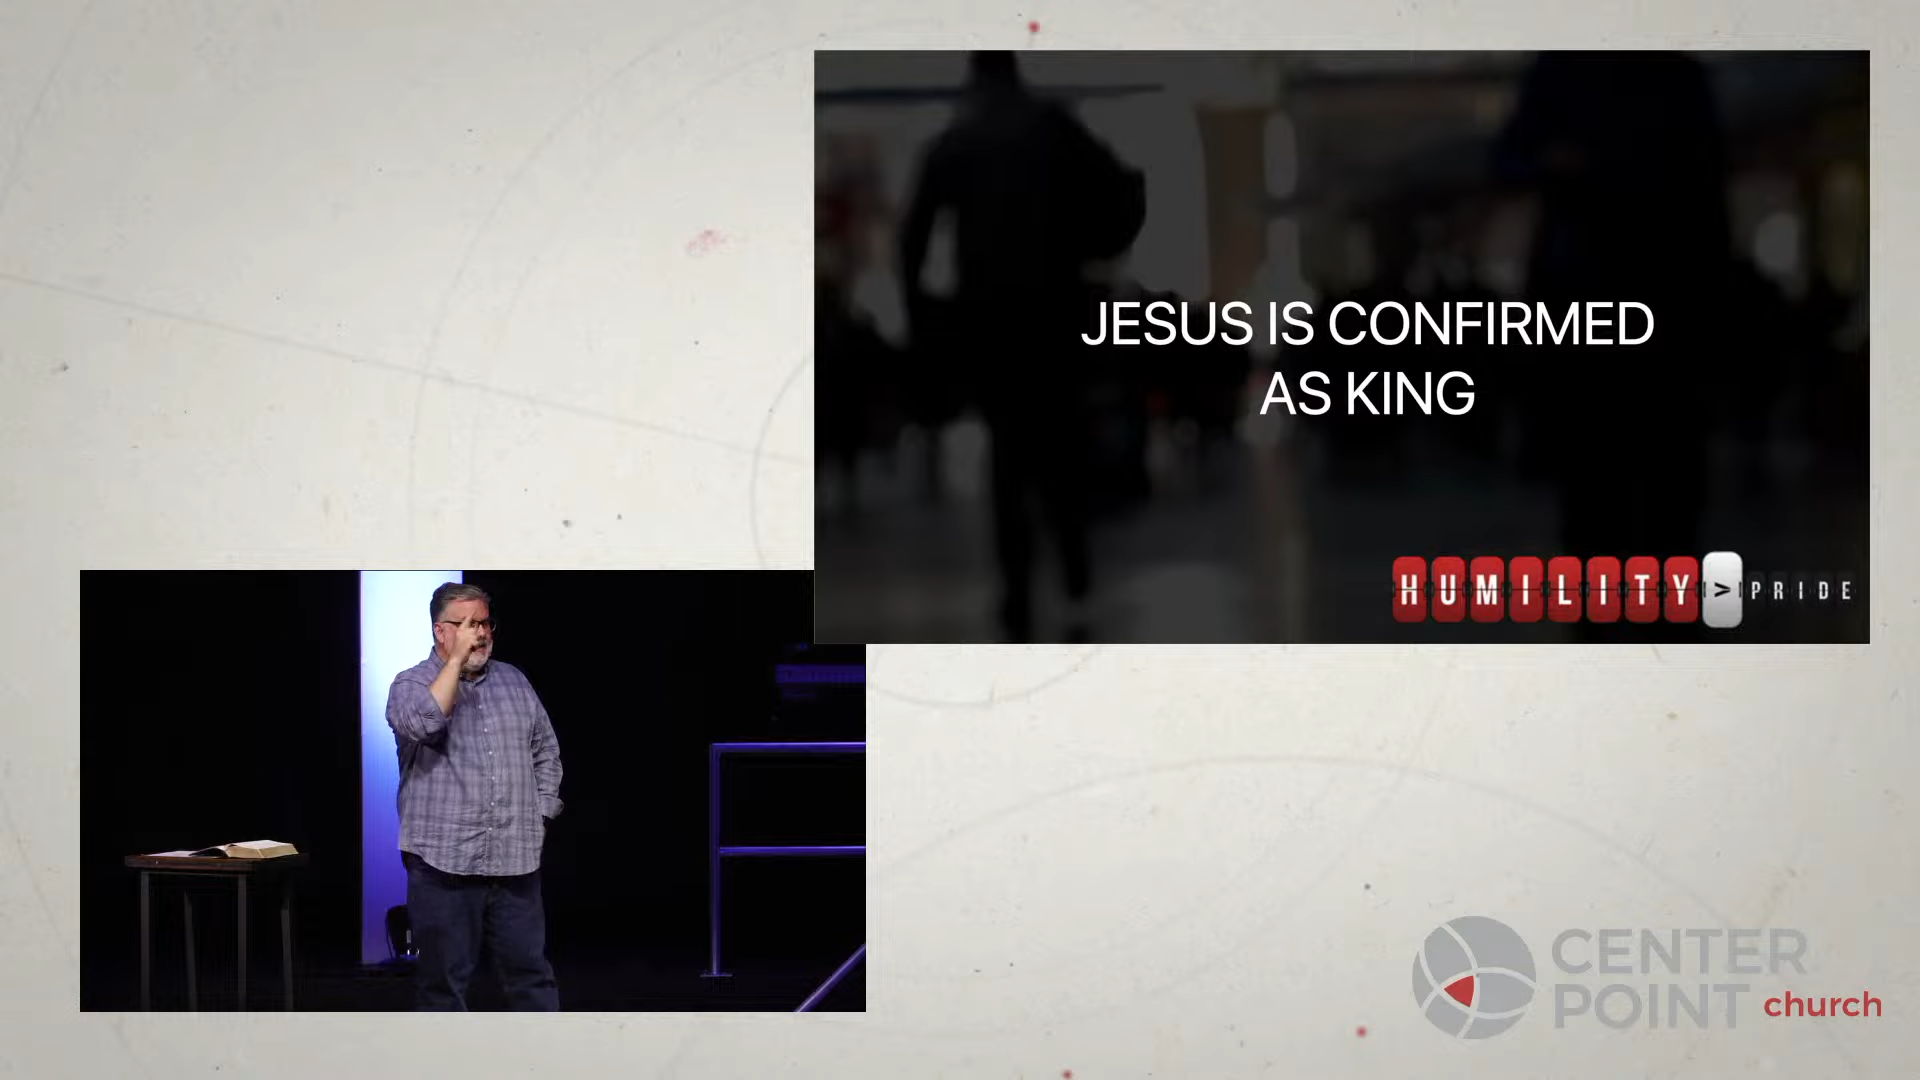 JESUS IS CONFIRMED
AS KING
HUMILITY > PRIDE
CENTER
POINT church